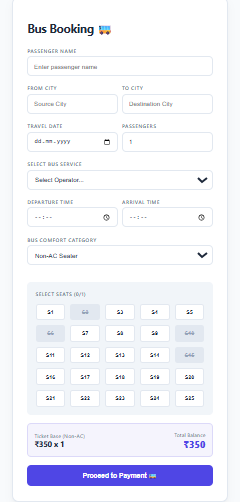 Bus Booking 🚌
PASSENGER NAME
Enter passenger name
FROM CITY TO CITY
Source City Destination City
TRAVEL DATE PASSENGERS
dd.mm.yyyy 1
SELECT BUS SERVICE
Select Operator...
DEPARTURE TIME ARRIVAL TIME
--:-- --:--
BUS COMFORT CATEGORY
Non-AC Seater
SELECT SEATS (0/1)
S1 S2 S3 S4 S5
S6 S7 S8 S9 S10
S11 S12 S13 S14 S15
S16 S17 S18 S19 S20
S21 S22 S23 S24 S25
Ticket Base (Non-AC) Total Balance
₹350 x 1 ₹350
Proceed to Payment